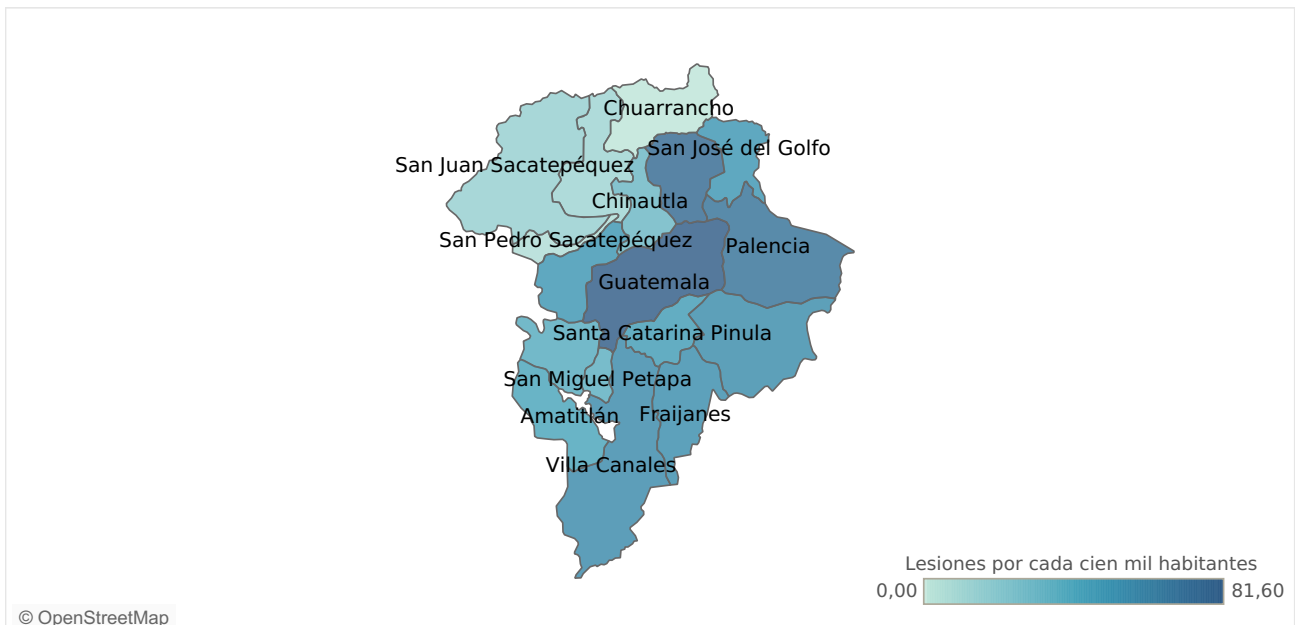 Chuarrancho
San José del Golfo
San Juan Sacatepéquez
Chinautla
San Pedro Sacatepéquez
Palencia
Guatemala
Santa Catarina Pinula
San Miguel Petapa
Amatitlán
Fraijanes
Villa Canales
Lesiones por cada cien mil habitantes
0,00
81,60
© OpenStreetMap